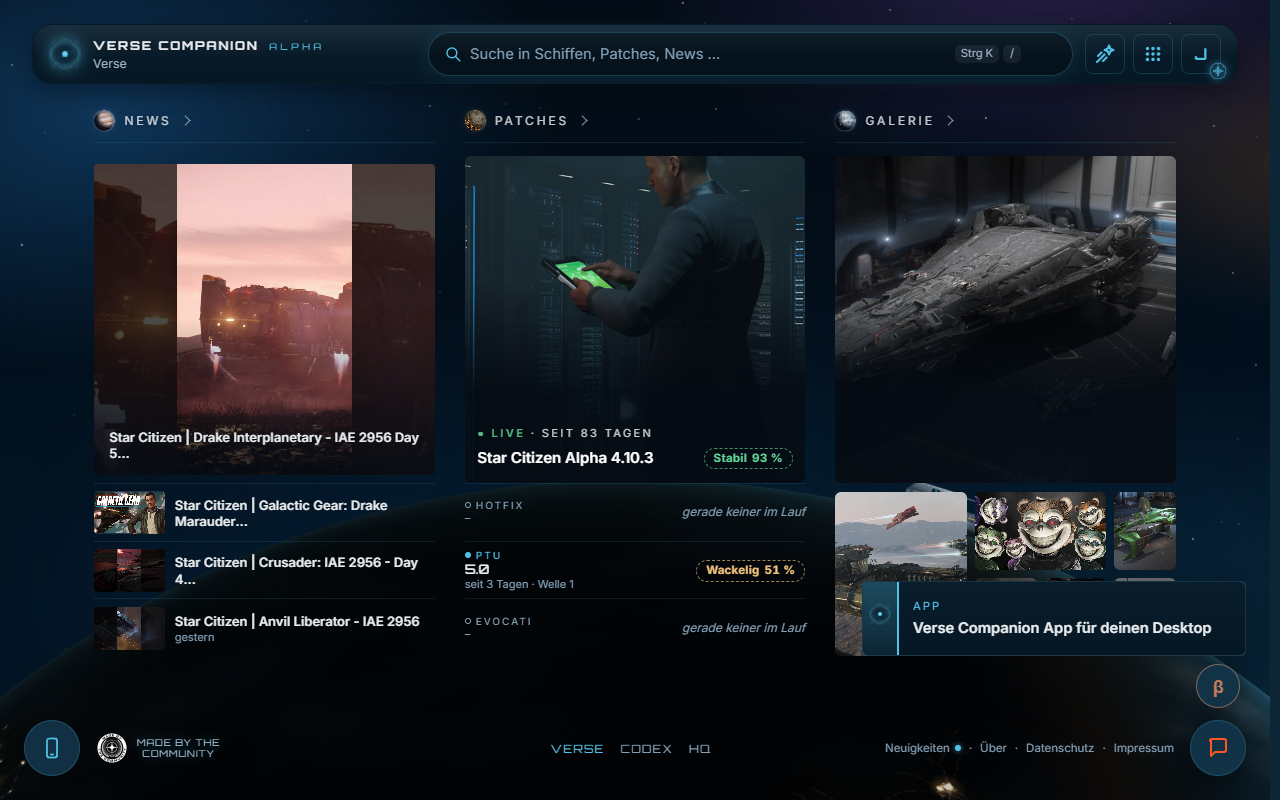 VERSE COMPANION ALPHA
Verse
Suche in Schiffen, Patches, News ...
Strg K
/
NEWS
PATCHES
GALERIE
Star Citizen | Drake Interplanetary - IAE 2956 Day
5...
LIVE · SEIT 83 TAGEN
Star Citizen Alpha 4.10.3
Stabil 93 %
GALACTIC GEAR
Star Citizen | Galactic Gear: Drake
Marauder...
Star Citizen | Crusader: IAE 2956 - Day
4...
Star Citizen | Anvil Liberator - IAE 2956
gestern
HOTFIX
–
gerade keiner im Lauf
PTU
5.0
seit 3 Tagen · Welle 1
Wackelig 51 %
EVOCATI
–
gerade keiner im Lauf
APP
Verse Companion App für deinen Desktop
β
MADE BY THE
COMMUNITY
VERSE
CODEX
HQ
Neuigkeiten · Über · Datenschutz · Impressum